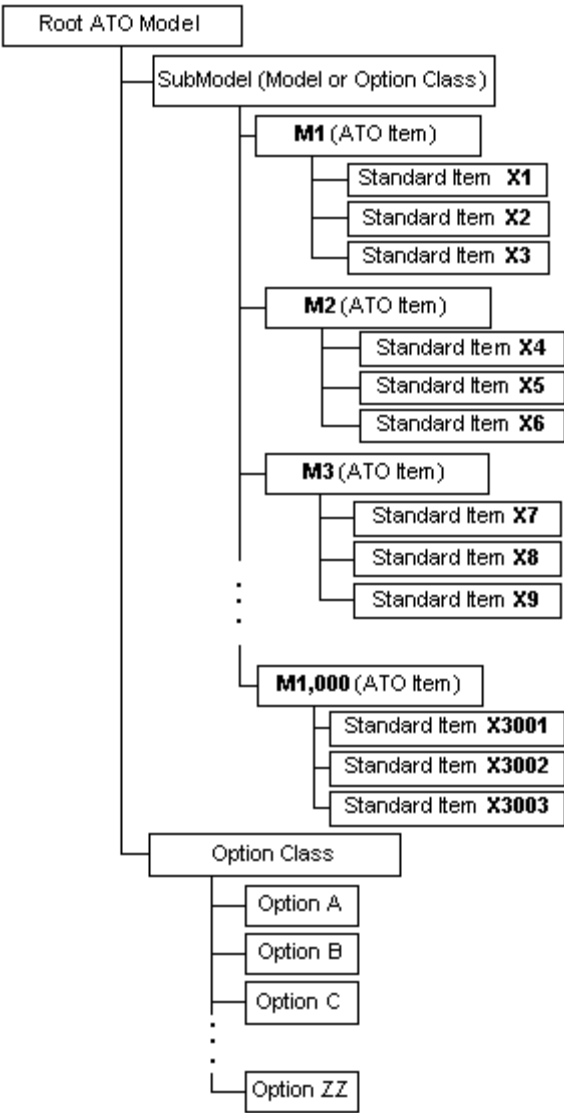 Root ATO Model
SubModel (Model or Option Class)
M1 (ATO Item)
Standard Item X1
Standard Item X2
Standard Item X3
M2 (ATO Item)
Standard Item X4
Standard Item X5
Standard Item X6
M3 (ATO Item)
Standard Item X7
Standard Item X8
Standard Item X9
M1,000 (ATO Item)
Standard Item X3001
Standard Item X3002
Standard Item X3003
Option Class
Option A
Option B
Option C
Option ZZ